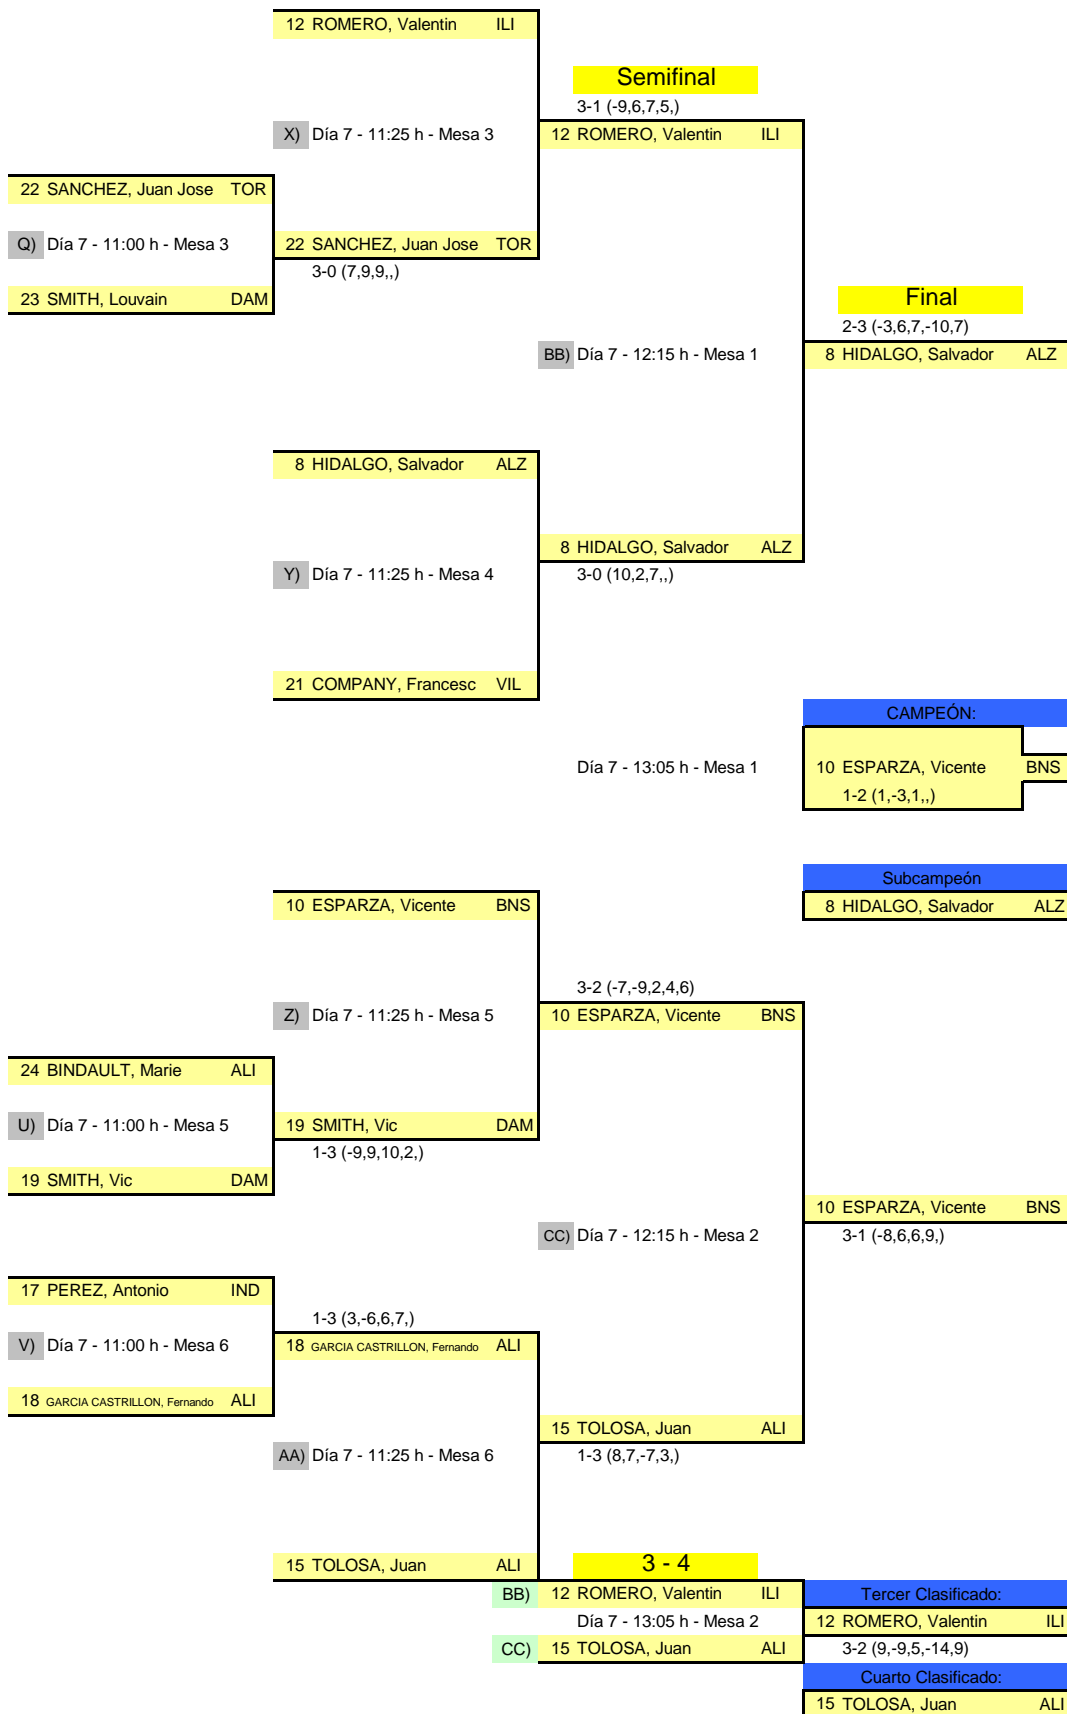 12 ROMERO, Valentin ILI
Semifinal
3-1 (-9,6,7,5,)
X) Día 7 - 11:25 h - Mesa 3
12 ROMERO, Valentin ILI
22 SANCHEZ, Juan Jose TOR
Q) Día 7 - 11:00 h - Mesa 3
22 SANCHEZ, Juan Jose TOR
3-0 (7,9,9,,)
23 SMITH, Louvain DAM
Final
2-3 (-3,6,7,-10,7)
BB) Día 7 - 12:15 h - Mesa 1
8 HIDALGO, Salvador ALZ
8 HIDALGO, Salvador ALZ
8 HIDALGO, Salvador ALZ
Y) Día 7 - 11:25 h - Mesa 4
3-0 (10,2,7,,)
21 COMPANY, Francesc VIL
CAMPEÓN:
Día 7 - 13:05 h - Mesa 1
10 ESPARZA, Vicente BNS
1-2 (1,-3,1,,)
Subcampeón
10 ESPARZA, Vicente BNS
8 HIDALGO, Salvador ALZ
3-2 (-7,-9,2,4,6)
Z) Día 7 - 11:25 h - Mesa 5
10 ESPARZA, Vicente BNS
24 BINDAULT, Marie ALI
U) Día 7 - 11:00 h - Mesa 5
19 SMITH, Vic DAM
1-3 (-9,9,10,2,)
19 SMITH, Vic DAM
10 ESPARZA, Vicente BNS
CC) Día 7 - 12:15 h - Mesa 2
3-1 (-8,6,6,9,)
17 PEREZ, Antonio IND
1-3 (3,-6,6,7,)
V) Día 7 - 11:00 h - Mesa 6
18 GARCIA CASTRILLON, Fernando ALI
18 GARCIA CASTRILLON, Fernando ALI
15 TOLOSA, Juan ALI
AA) Día 7 - 11:25 h - Mesa 6
1-3 (8,7,-7,3,)
15 TOLOSA, Juan ALI
3 - 4
BB) 12 ROMERO, Valentin ILI
Tercer Clasificado:
Día 7 - 13:05 h - Mesa 2
12 ROMERO, Valentin ILI
CC) 15 TOLOSA, Juan ALI
3-2 (9,-9,5,-14,9)
Cuarto Clasificado:
15 TOLOSA, Juan ALI